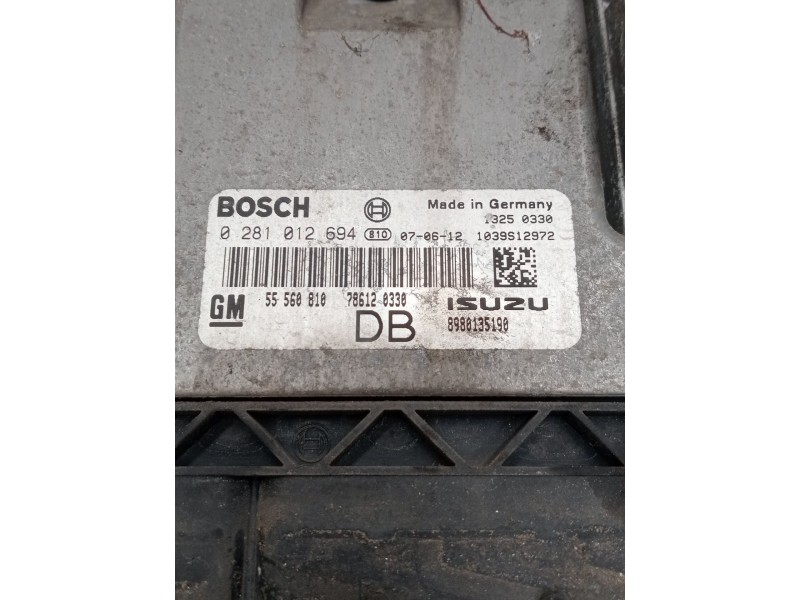 BOSCH Made in Germany
1325 0330
0 281 012 694 810 07-06-12 1039S12972
GM 55 560 810 78612 0330 ISUZU
DB 8980135190